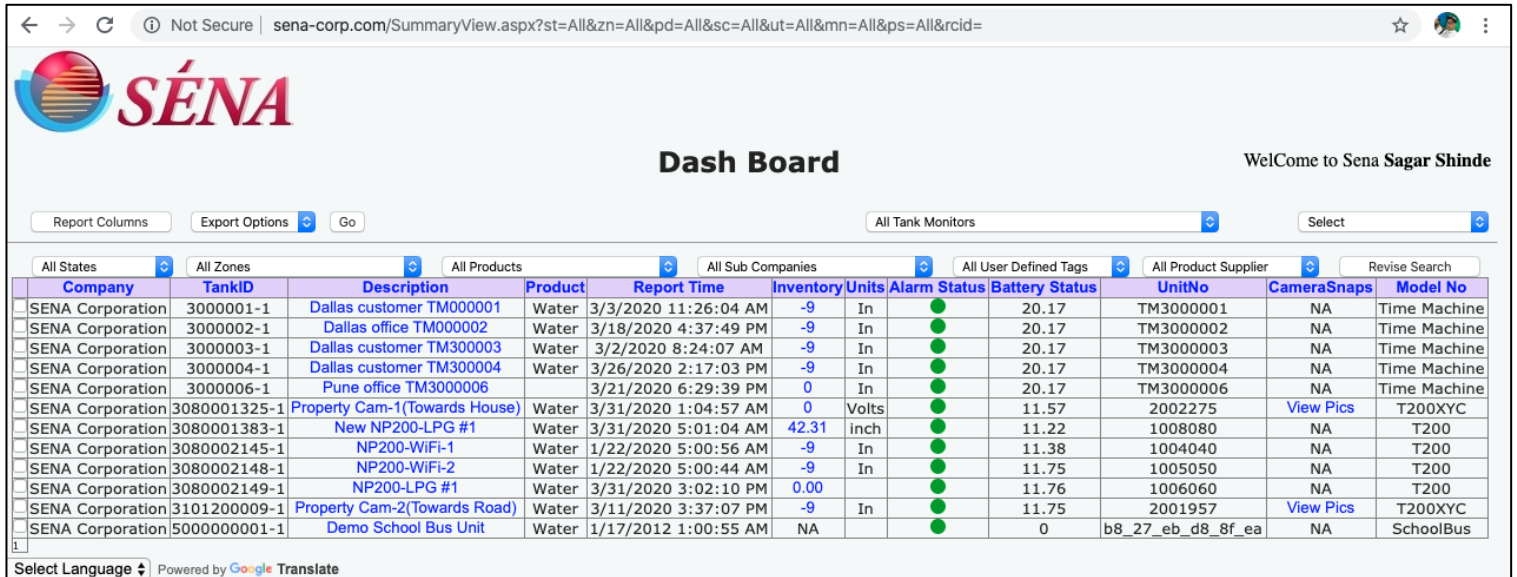 Not Secure | sena-corp.com/SummaryView.aspx?st=All&zn=All&pd=All&sc=All&ut=All&mn=All&ps=All&rcid=
SÉNA
Dash Board
WelCome to Sena Sagar Shinde
Report Columns Export Options Go All Tank Monitors Select
All States All Zones All Products All Sub Companies All User Defined Tags All Product Supplier Revise Search
Company TankID Description Product Report Time Inventory Units Alarm Status Battery Status UnitNo CameraSnaps Model No
SENA Corporation 3000001-1 Dallas customer TM000001 Water 3/3/2020 11:26:04 AM -9 In 20.17 TM3000001 NA Time Machine
SENA Corporation 3000002-1 Dallas office TM000002 Water 3/18/2020 4:37:49 PM -9 In 20.17 TM3000002 NA Time Machine
SENA Corporation 3000003-1 Dallas customer TM300003 Water 3/2/2020 8:24:07 AM -9 In 20.17 TM3000003 NA Time Machine
SENA Corporation 3000004-1 Dallas customer TM300004 Water 3/26/2020 2:17:03 PM -9 In 20.17 TM3000004 NA Time Machine
SENA Corporation 3000006-1 Pune office TM3000006 3/21/2020 6:29:39 PM 0 In 20.17 TM3000006 NA Time Machine
SENA Corporation 3080001325-1 Property Cam-1(Towards House) Water 3/31/2020 1:04:57 AM 0 Volts 11.57 2002275 View Pics T200XYC
SENA Corporation 3080001383-1 New NP200-LPG #1 Water 3/31/2020 5:01:04 AM 42.31 inch 11.22 1008080 NA T200
SENA Corporation 3080002145-1 NP200-WiFi-1 Water 1/22/2020 5:00:56 AM -9 In 11.38 1004040 NA T200
SENA Corporation 3080002148-1 NP200-WiFi-2 Water 1/22/2020 5:00:44 AM -9 In 11.75 1005050 NA T200
SENA Corporation 3080002149-1 NP200-LPG #1 Water 3/31/2020 3:02:10 PM 0.00 11.76 1006060 NA T200
SENA Corporation 3101200009-1 Property Cam-2(Towards Road) Water 3/11/2020 3:37:07 PM -9 In 11.75 2001957 View Pics T200XYC
SENA Corporation 5000000001-1 Demo School Bus Unit Water 1/17/2012 1:00:55 AM NA 0 b8_27_eb_d8_8f_ea NA SchoolBus
1
Select Language Powered by Google Translate